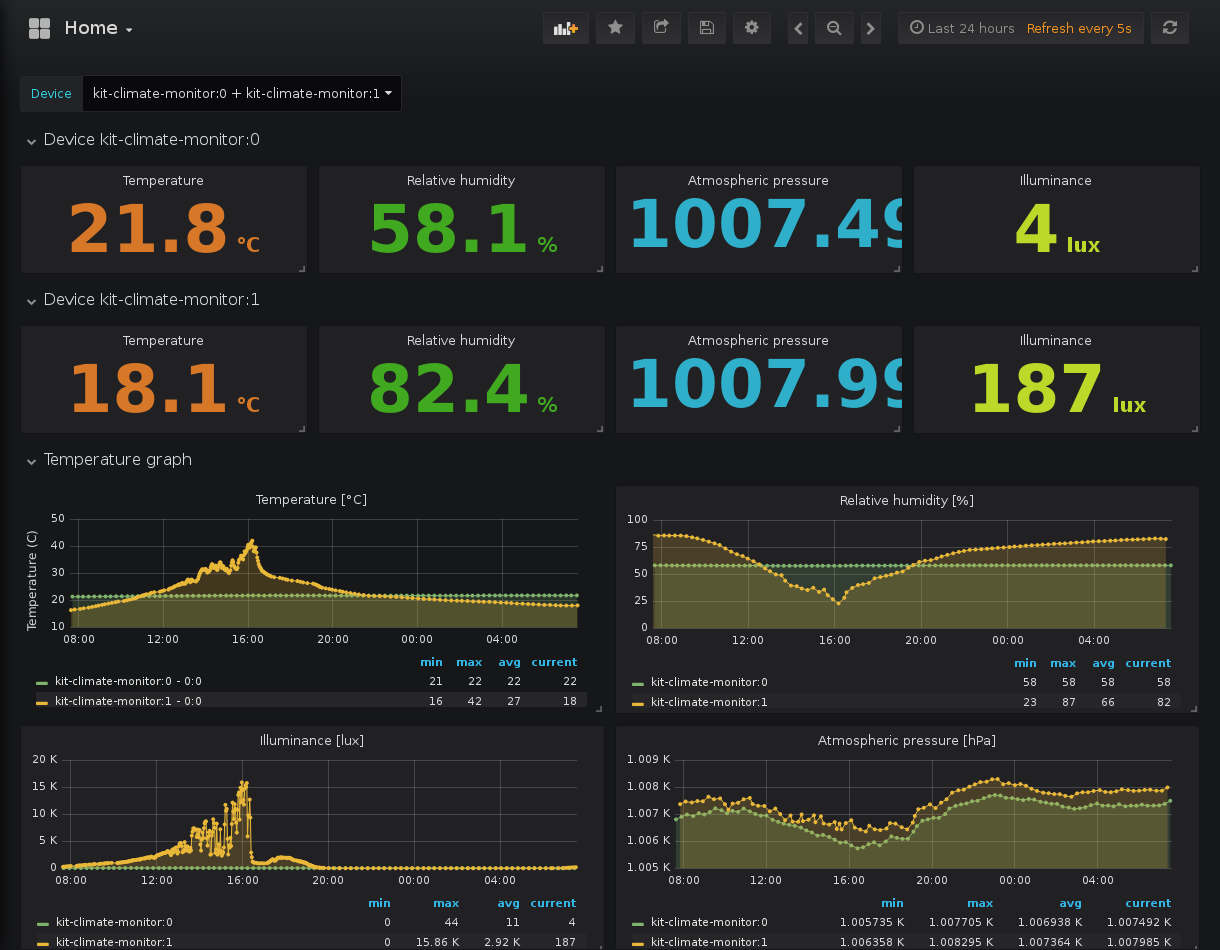 Home
Last 24 hours Refresh every 5s
Device kit-climate-monitor:0 + kit-climate-monitor:1
Device kit-climate-monitor:0
Temperature Relative humidity Atmospheric pressure Illuminance
21.8 °C 58.1 % 1007.49 4 lux
Device kit-climate-monitor:1
Temperature Relative humidity Atmospheric pressure Illuminance
18.1 °C 82.4 % 1007.99 187 lux
Temperature graph
Temperature [°C]
Temperature (C)
50
40
30
20
10
08:00 12:00 16:00 20:00 00:00 04:00
min max avg current
kit-climate-monitor:0 - 0:0 21 22 22 22
kit-climate-monitor:1 - 0:0 16 42 27 18
Relative humidity [%]
100
75
50
25
0
08:00 12:00 16:00 20:00 00:00 04:00
min max avg current
kit-climate-monitor:0 58 58 58 58
kit-climate-monitor:1 23 87 66 82
Illuminance [lux]
20 K
15 K
10 K
5 K
0
08:00 12:00 16:00 20:00 00:00 04:00
min max avg current
kit-climate-monitor:0 0 44 11 4
kit-climate-monitor:1 0 15.86 K 2.92 K 187
Atmospheric pressure [hPa]
1.009 K
1.008 K
1.007 K
1.006 K
1.005 K
08:00 12:00 16:00 20:00 00:00 04:00
min max avg current
kit-climate-monitor:0 1.005735 K 1.007705 K 1.006938 K 1.007492 K
kit-climate-monitor:1 1.006358 K 1.008295 K 1.007364 K 1.007985 K